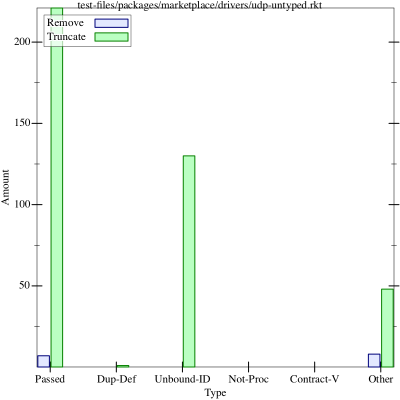 test-files/packages/marketplace/drivers/udp-untyped.rkt
Remove
Truncate
200
150
100
50
Amount
Passed Dup-Def Unbound-ID Not-Proc Contract-V Other
Type